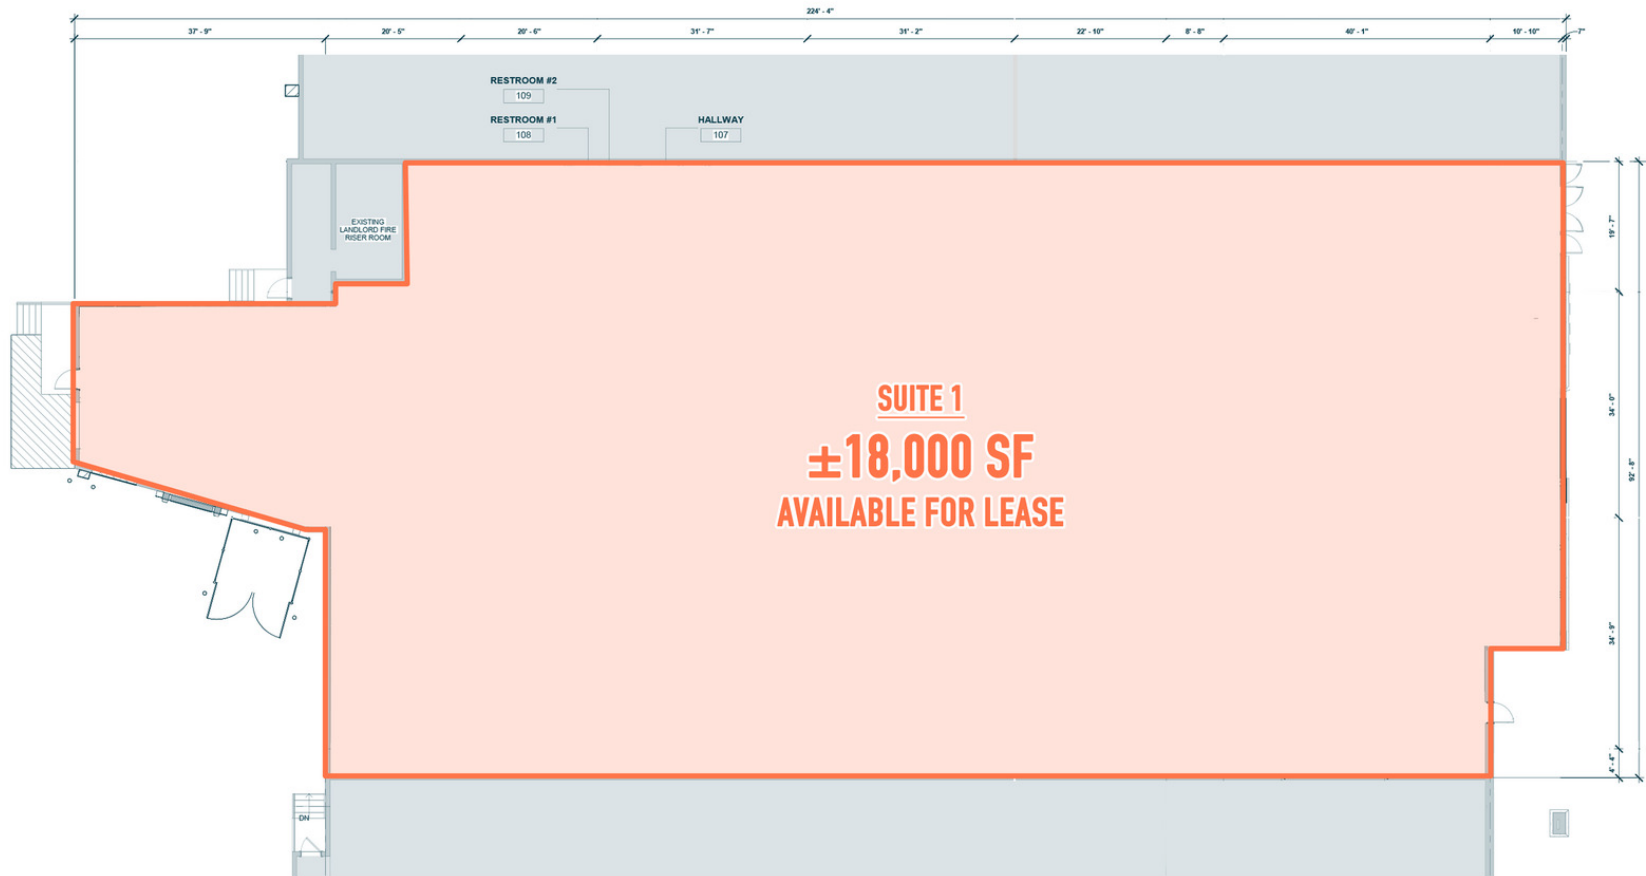 224' - 4"
37' - 9"
20' - 5"
20' - 6"
31' - 7"
31' - 2"
22' - 10"
8' - 8"
40' - 1"
10' - 10"
7"
RESTROOM #2
109
RESTROOM #1
108
HALLWAY
107
EXISTING
LANDLORD FIRE
RISER ROOM
19' - 7"
34' - 0"
92' - 8"
34' - 9"
4' - 4"
SUITE 1
±18,000 SF
AVAILABLE FOR LEASE
DN